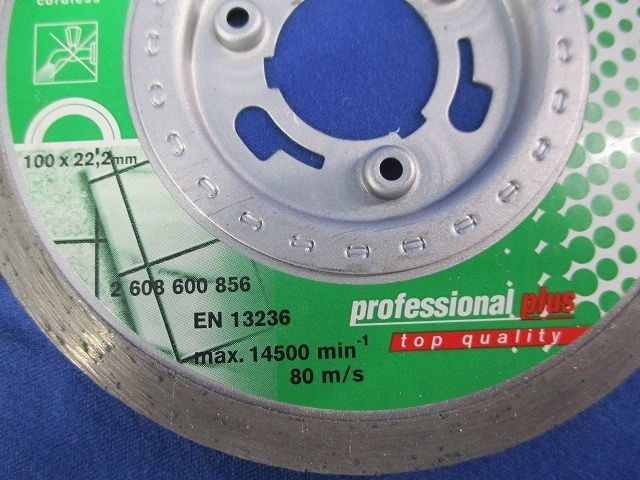 cordless
100 x 22,2mm
2 608 600 856
EN 13236
max. 14500 min-1
80 m/s
professional plus
top quality